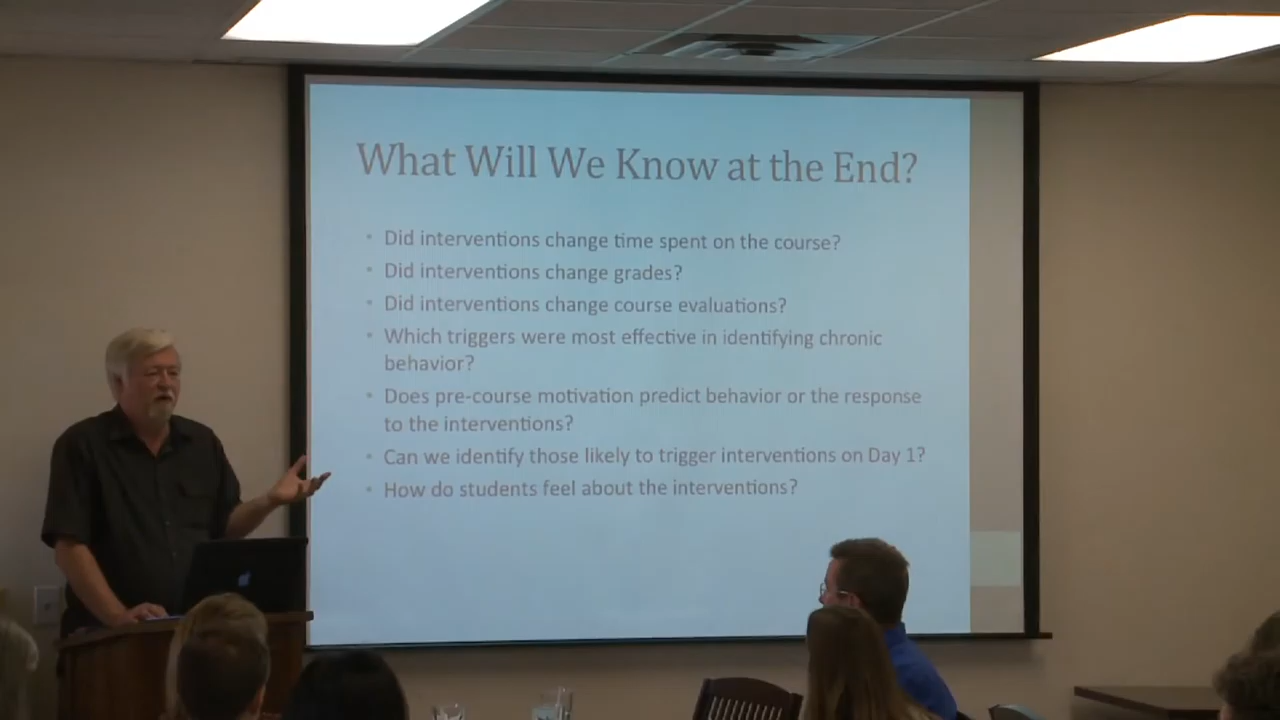 What Will We Know at the End?
• Did interventions change time spent on the course?
• Did interventions change grades?
• Did interventions change course evaluations?
• Which triggers were most effective in identifying chronic
behavior?
• Does pre-course motivation predict behavior or the response
to the interventions?
• Can we identify those likely to trigger interventions on Day 1?
• How do students feel about the interventions?